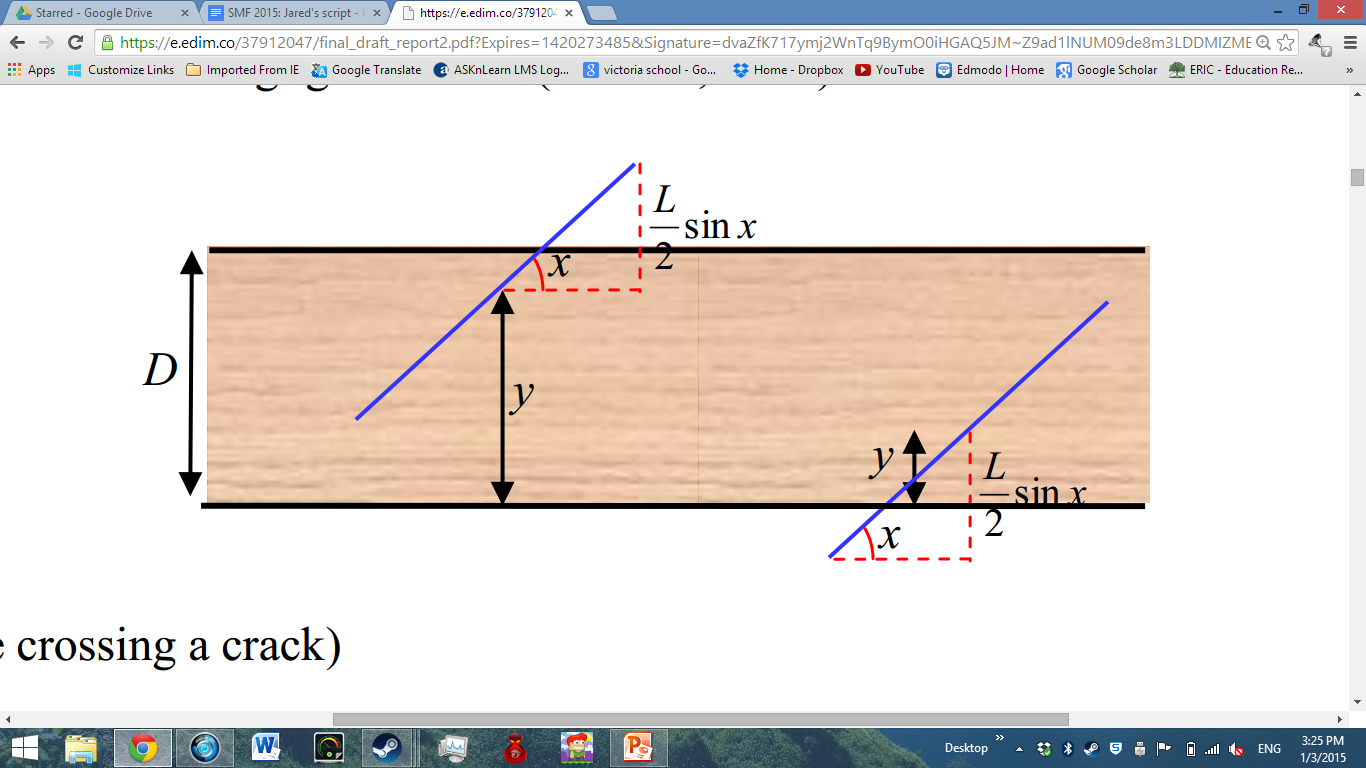 Starred - Google Drive
SMF 2015: Jared's script -
https://e.edim.co/3791204
https://e.edim.co/37912047/final_draft_report2.pdf?Expires=1420273485&Signature=dvaZfK717ymj2WnTq9BymO0iHGAQ5JM~Z9ad1lNUM09de8m3LDDMIZME
Apps Customize Links Imported From IE Google Translate ASKnLearn LMS Log... victoria school - Go... Home - Dropbox YouTube Edmodo | Home Google Scholar ERIC - Education Re... »
L
sin x
2
x
D
y
y
L
sin x
2
x
crossing a crack)
Desktop » ENG 3:25 PM
1/3/2015